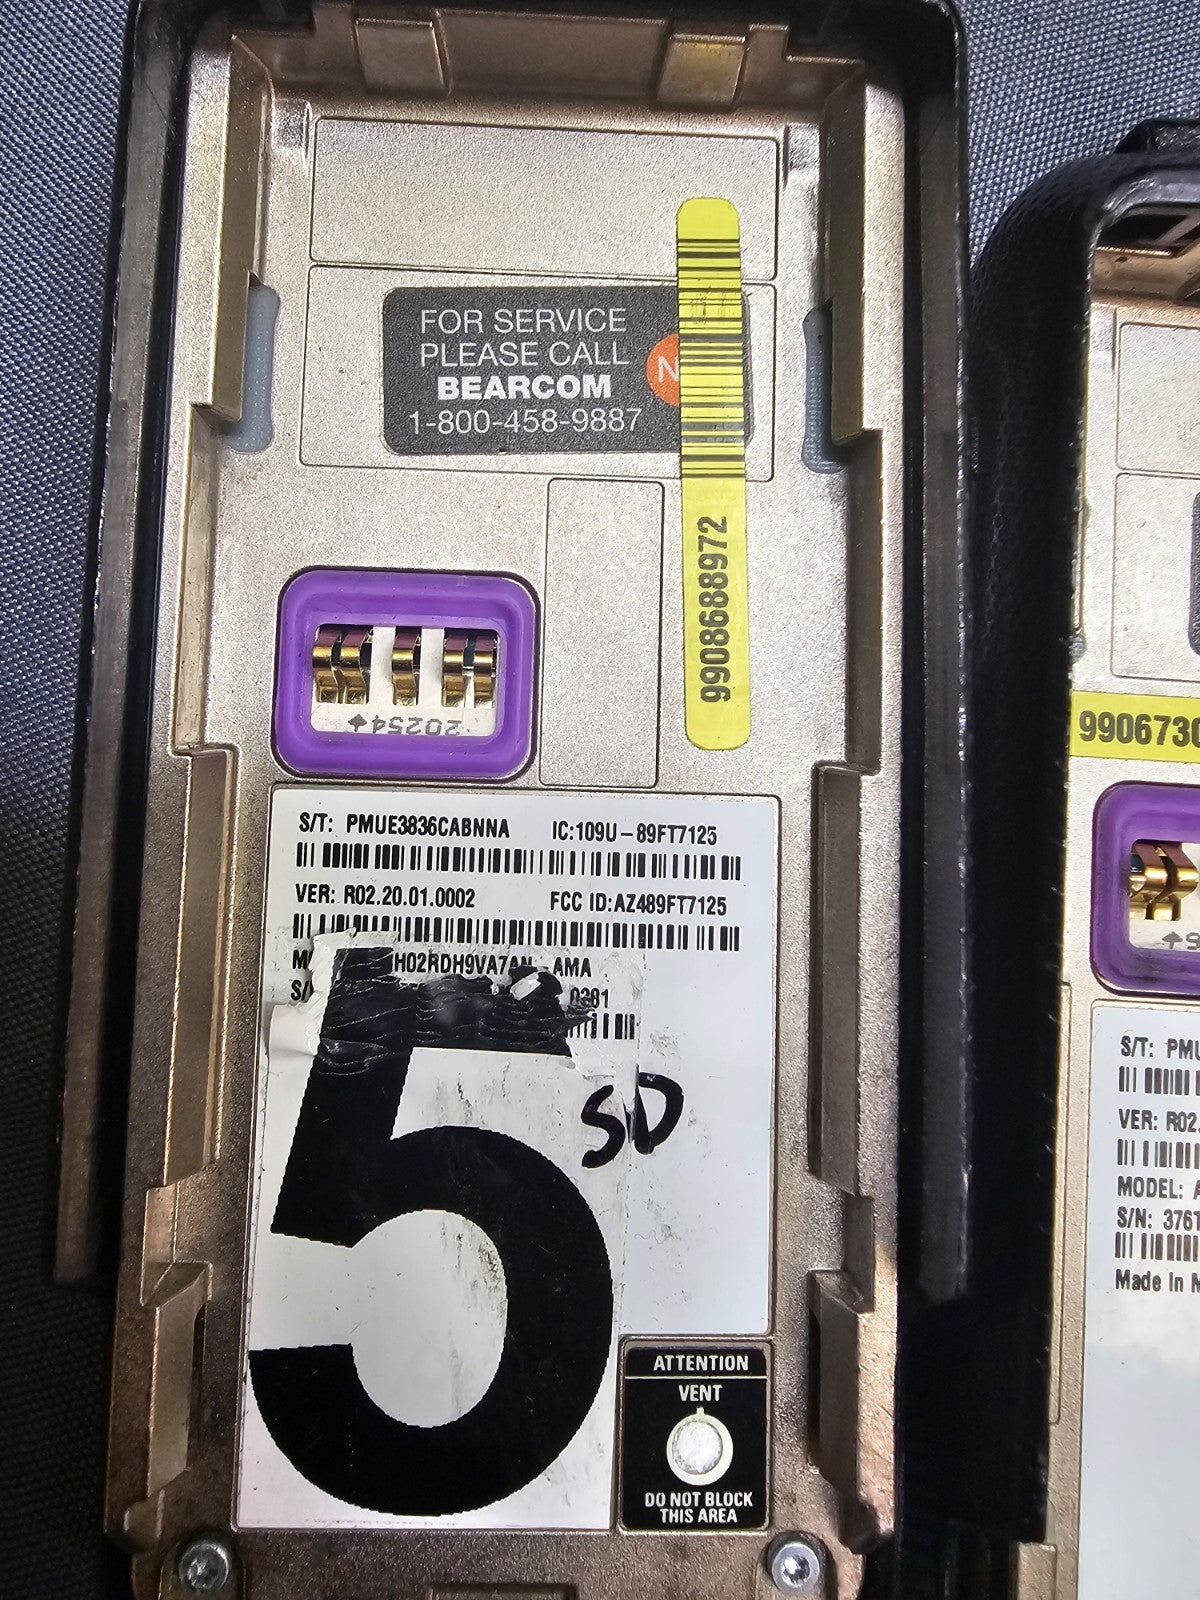 FOR SERVICE
PLEASE CALL
BEARCOM
1-800-458-9887
N
9908688972
20254
S/T: PMUE3836CABNNA IC:109U-89FT7125
VER: R02.20.01.0002 FCC ID:AZ489FT7125
H02RDH9VA7AN AMA
S/
5
SD
ATTENTION
VENT
DO NOT BLOCK
THIS AREA
9906730
S/T: PMU
VER: R02.
MODEL: A
S/N: 376T
Made In M